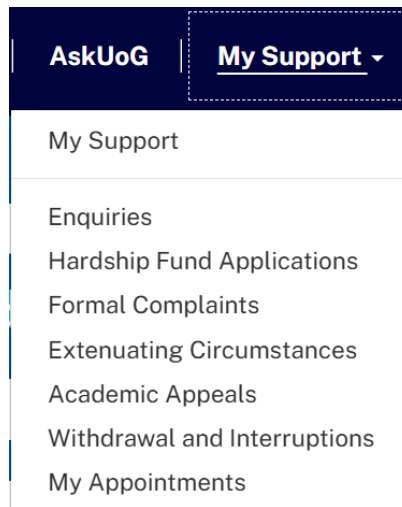 AskUoG My Support
My Support
Enquiries
Hardship Fund Applications
Formal Complaints
Extenuating Circumstances
Academic Appeals
Withdrawal and Interruptions
My Appointments